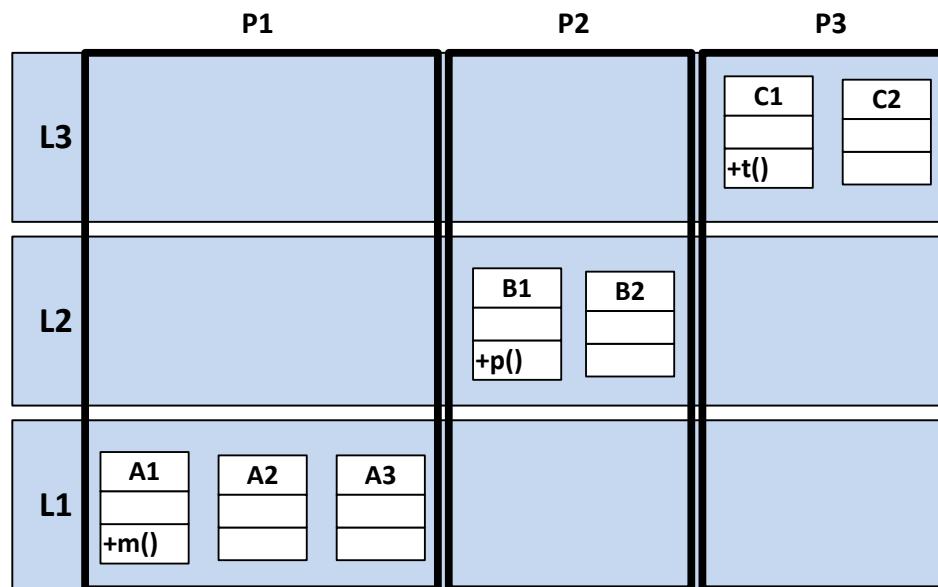 P1 P2 P3
L3
C1 C2
+t()
L2
B1 B2
+p()
L1
A1 A2 A3
+m()